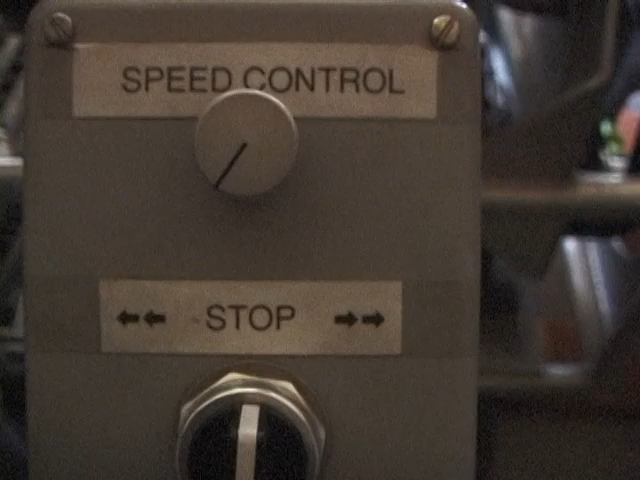 SPEED CONTROL
←← STOP →→